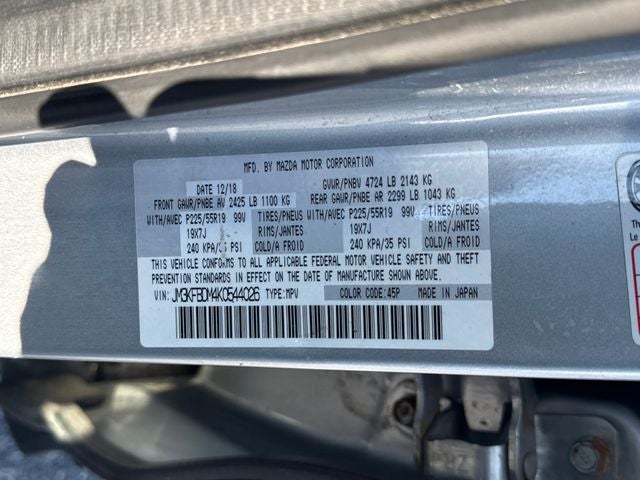 MFD. BY MAZDA MOTOR CORPORATION
DATE 12/18 GVWR/PNBV 4724 LB 2143 KG
FRONT GAWR/PNBE AV 2425 LB 1100 KG REAR GAWR/PNBE AR 2299 LB 1043 KG
WITH/AVEC P225/55R19 99V TIRES/PNEUS WITH/AVEC P225/55R19 99V TIRES/PNEUS
19X7J RIMS/JANTES 19X7J RIMS/JANTES
240 KPA/35 PSI COLD/A FROID 240 KPA/35 PSI COLD/A FROID
THIS VEHICLE CONFORMS TO ALL APPLICABLE FEDERAL MOTOR VEHICLE SAFETY AND THEFT
PREVENTION STANDARDS IN EFFECT ON THE DATE OF MANUFACTURE SHOWN ABOVE.
VIN: JM3KFBDM4K0544026 TYPE: MPV COLOR CODE: 45P MADE IN JAPAN
Th
Le